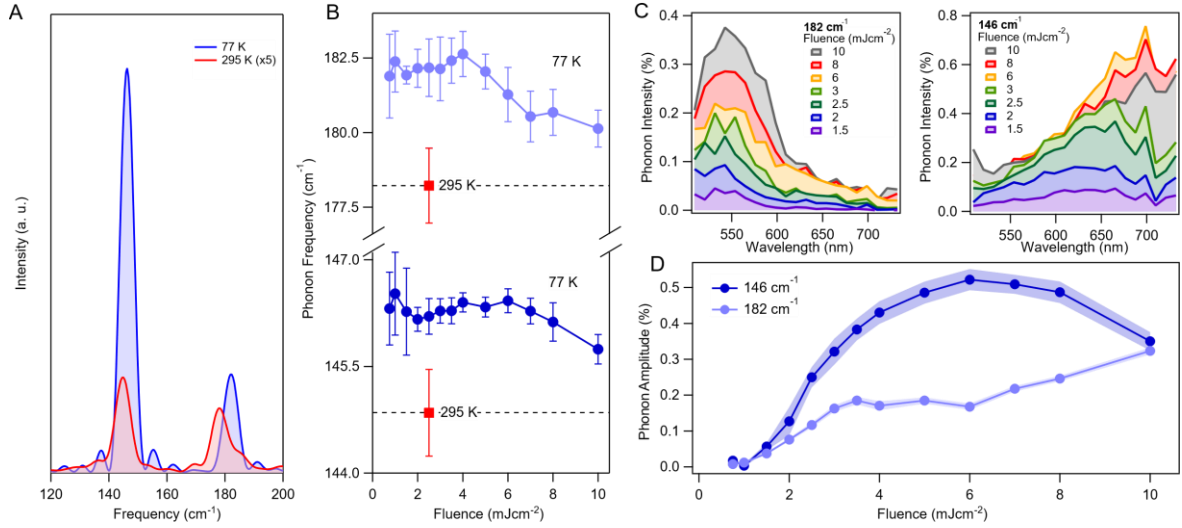 A
77 K
295 K (x5)
Intensity (a. u.)
120
140
160
180
200
Frequency (cm⁻¹)
B
182.5
180.0
177.5
147.0
145.5
144.0
77 K
295 K
77 K
295 K
Phonon Frequency (cm⁻¹)
0
2
4
6
8
10
Fluence (mJcm⁻²)
C
0.4
0.3
0.2
0.1
0.0
Phonon Intensity (%)
182 cm⁻¹
Fluence (mJcm⁻²)
10
8
6
3
2.5
2
1.5
550
600
650
700
Wavelength (nm)
0.8
0.6
0.4
0.2
0.0
Phonon Intensity (%)
146 cm⁻¹
Fluence (mJcm⁻²)
10
8
6
3
2.5
2
1.5
550
600
650
700
Wavelength (nm)
D
0.5
0.4
0.3
0.2
0.1
0.0
Phonon Amplitude (%)
146 cm⁻¹
182 cm⁻¹
0
2
4
6
8
10
Fluence (mJcm⁻²)